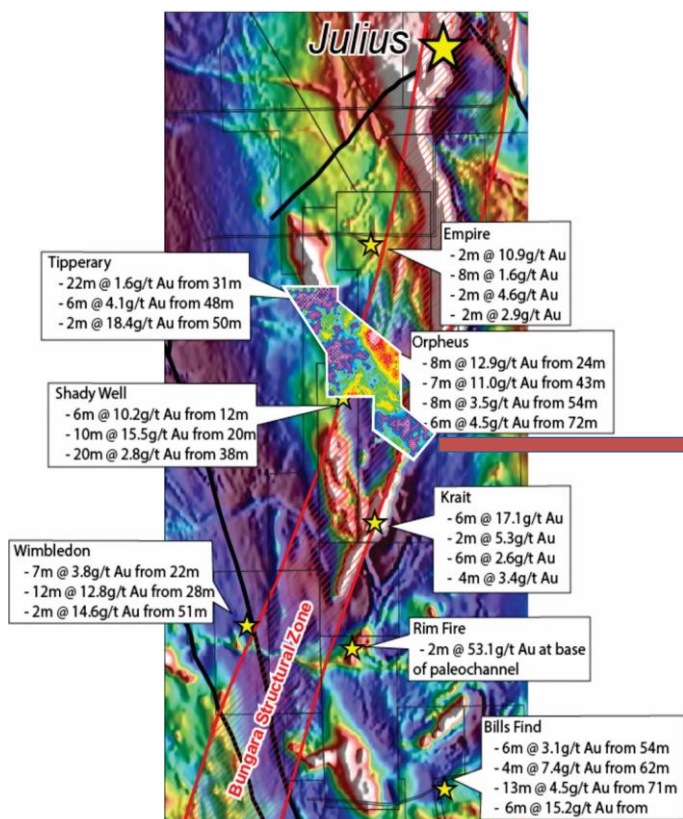 Julius
Tipperary
- 22m @ 1.6g/t Au from 31m
- 6m @ 4.1g/t Au from 48m
- 2m @ 18.4g/t Au from 50m
Empire
- 2m @ 10.9g/t Au
- 8m @ 1.6g/t Au
- 2m @ 4.6g/t Au
- 2m @ 2.9g/t Au
Orpheus
- 8m @ 12.9g/t Au from 24m
- 7m @ 11.0g/t Au from 43m
- 8m @ 3.5g/t Au from 54m
6m @ 4.5g/t Au from 72m
Shady Well
- 6m @ 10.2g/t Au from 12m
- 10m @ 15.5g/t Au from 20m
- 20m @ 2.8g/t Au from 38m
Krait
- 6m @ 17.1g/t Au
- 2m @ 5.3g/t Au
- 6m @ 2.6g/t Au
- 4m @ 3.4g/t Au
Wimbledon
- 7m @ 3.8g/t Au from 22m
- 12m @ 12.8g/t Au from 28m
- 2m @ 14.6g/t Au from 51m
Rim Fire
- 2m @ 53.1g/t Au at base
of paleochannel
Bungara Structural Zone
Bills Find
- 6m @ 3.1g/t Au from 54m
- 4m @ 7.4g/t Au from 62m
- 13m @ 4.5g/t Au from 71m
- 6m @ 15.2g/t Au from